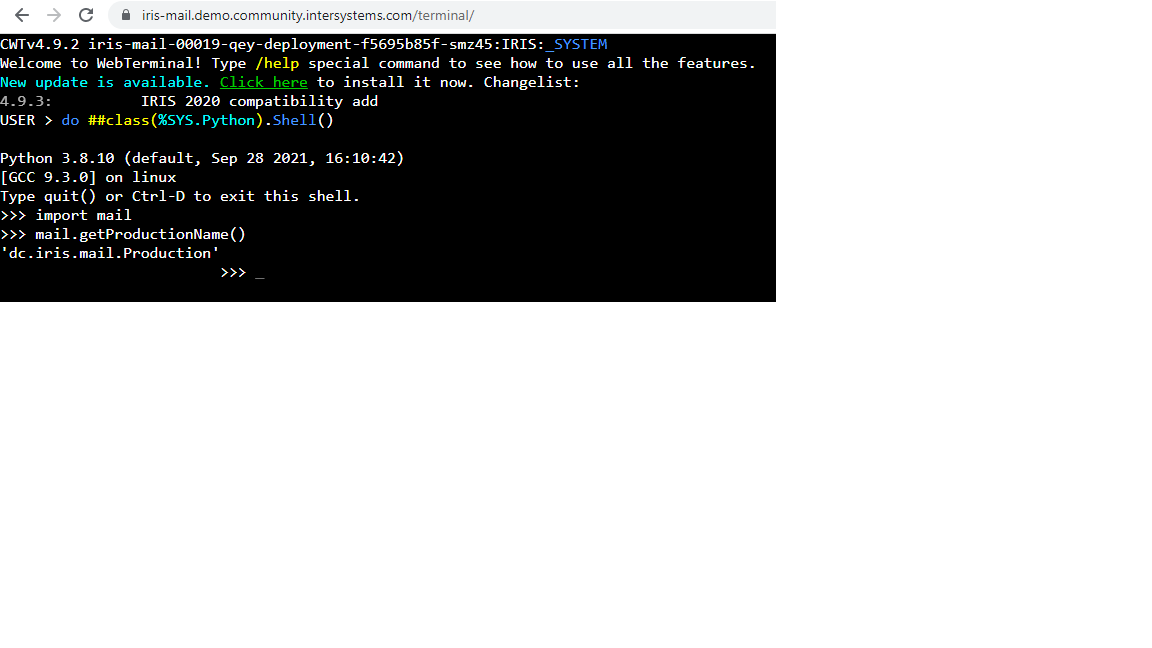 iris-mail.demo.community.intersystems.com/terminal/
CWTv4.9.2 iris-mail-00019-qey-deployment-f5695b85f-smz45:IRIS:_SYSTEM
Welcome to WebTerminal! Type /help special command to see how to use all the features.
New update is available. Click here to install it now. Changelist:
4.9.3:          IRIS 2020 compatibility add
USER > do ##class(%SYS.Python).Shell()
Python 3.8.10 (default, Sep 28 2021, 16:10:42)
[GCC 9.3.0] on linux
Type quit() or Ctrl-D to exit this shell.
>>> import mail
>>> mail.getProductionName()
'dc.iris.mail.Production'
>>> _